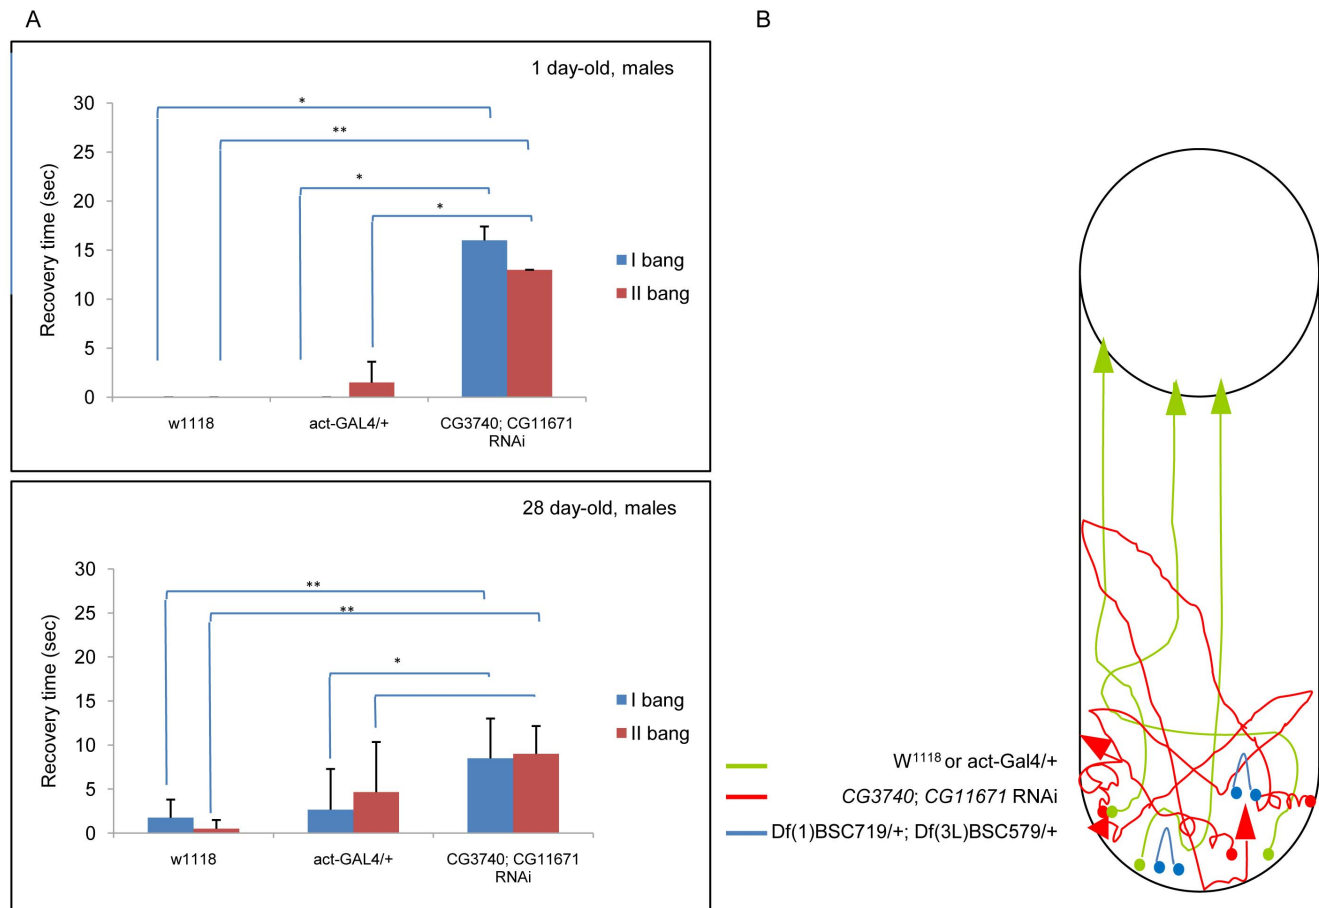 A
B
1 day-old, males
30
25
20
15
10
5
0
Recovery time (sec)
*
**
*
*
I bang
II bang
w1118
act-GAL4/+
CG3740; CG11671
RNAi
28 day-old, males
30
25
20
15
10
5
0
Recovery time (sec)
**
**
*
I bang
II bang
w1118
act-GAL4/+
CG3740; CG11671
RNAi
W1118 or act-Gal4/+
CG3740; CG11671 RNAi
Df(1)BSC719/+; Df(3L)BSC579/+